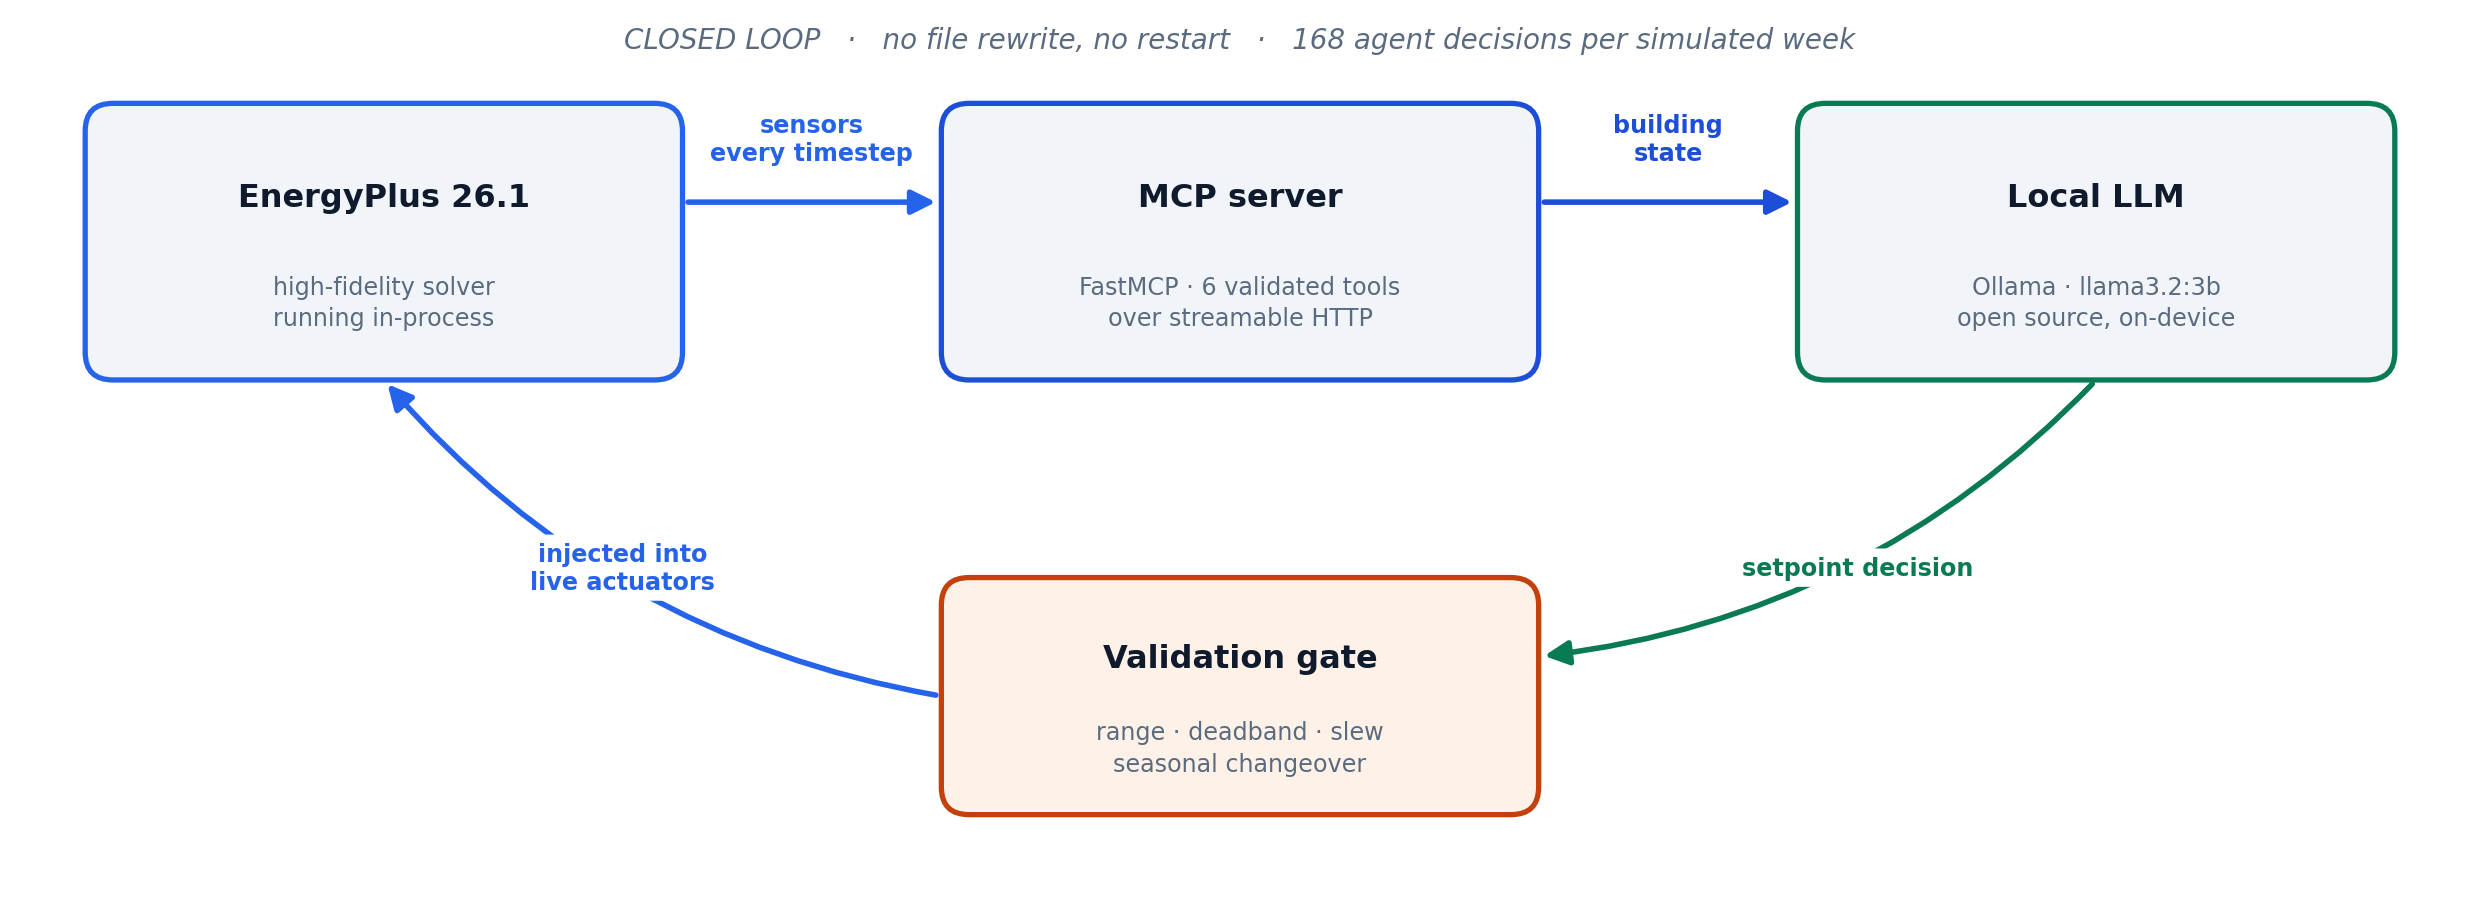 CLOSED LOOP · no file rewrite, no restart · 168 agent decisions per simulated week
sensors
every timestep
building
state
EnergyPlus 26.1
high-fidelity solver
running in-process
MCP server
FastMCP · 6 validated tools
over streamable HTTP
Local LLM
Ollama · llama3.2:3b
open source, on-device
injected into
live actuators
setpoint decision
Validation gate
range · deadband · slew
seasonal changeover